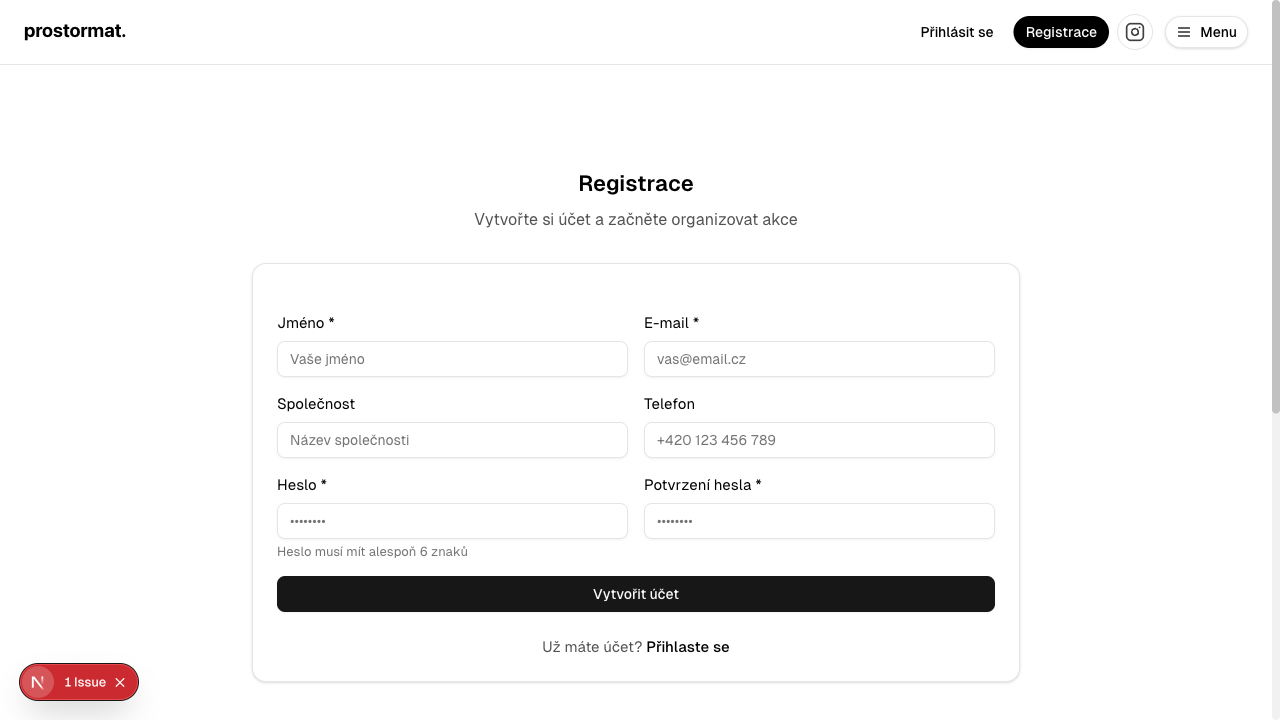 prostormat.
Přihlásit se
Registrace
Menu
Registrace
Vytvořte si účet a začněte organizovat akce
Jméno *
E-mail *
Vaše jméno
vas@email.cz
Společnost
Telefon
Název společnosti
+420 123 456 789
Heslo *
Potvrzení hesla *
••••••••
••••••••
Heslo musí mít alespoň 6 znaků
Vytvořit účet
Už máte účet? Přihlaste se
N
1 Issue